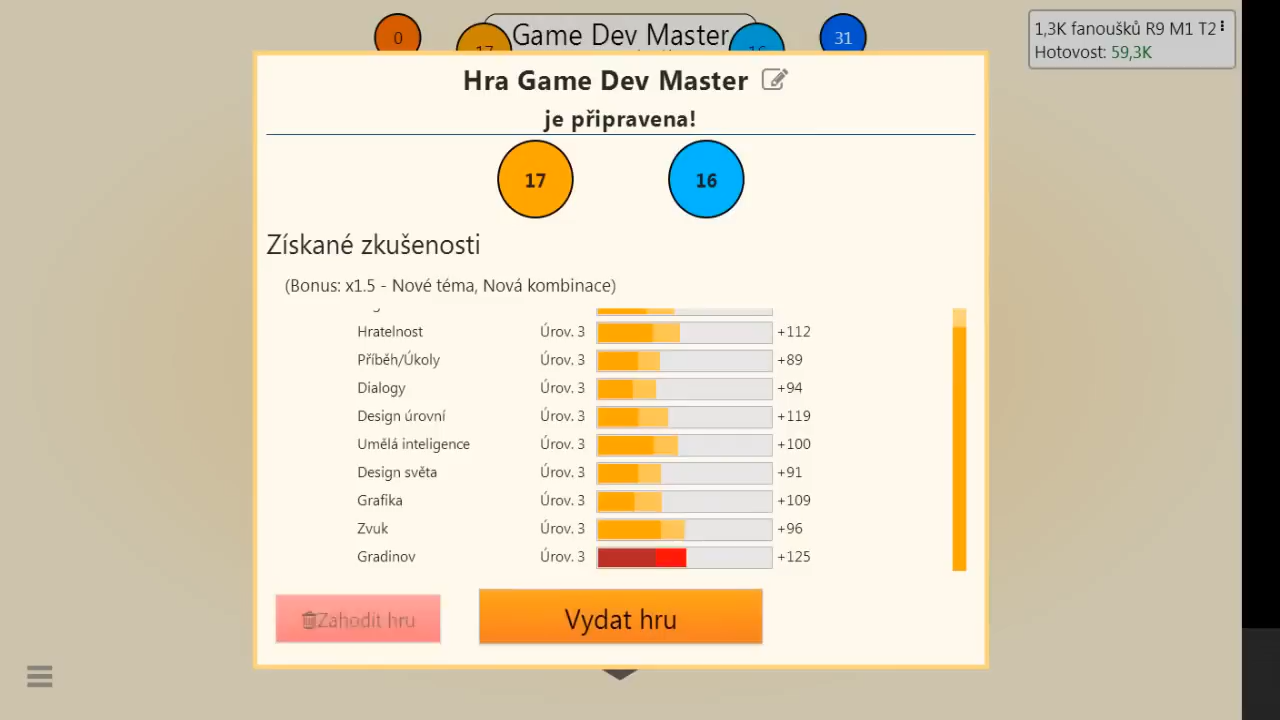 0
17
Game Dev Master
16
31
1,3K fanoušků R9 M1 T2
Hotovost: 59,3K
Hra Game Dev Master
je připravena!
17
16
Získané zkušenosti
(Bonus: x1.5 - Nové téma, Nová kombinace)
Hratelnost Úrov. 3 +112
Příběh/Úkoly Úrov. 3 +89
Dialogy Úrov. 3 +94
Design úrovní Úrov. 3 +119
Umělá inteligence Úrov. 3 +100
Design světa Úrov. 3 +91
Grafika Úrov. 3 +109
Zvuk Úrov. 3 +96
Gradinov Úrov. 3 +125
Zahodit hru
Vydat hru